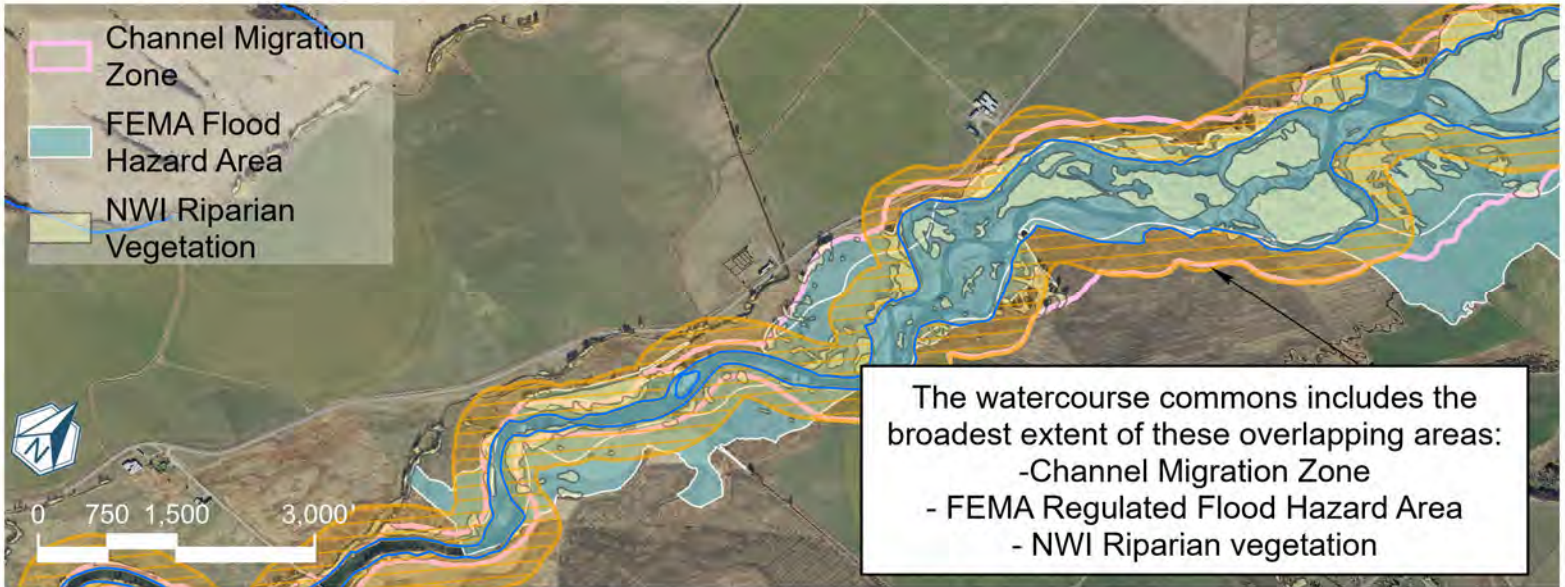 Channel Migration
Zone
FEMA Flood
Hazard Area
NWI Riparian
Vegetation
N
0 750 1,500 3,000'
The watercourse commons includes the
broadest extent of these overlapping areas:
-Channel Migration Zone
- FEMA Regulated Flood Hazard Area
- NWI Riparian vegetation